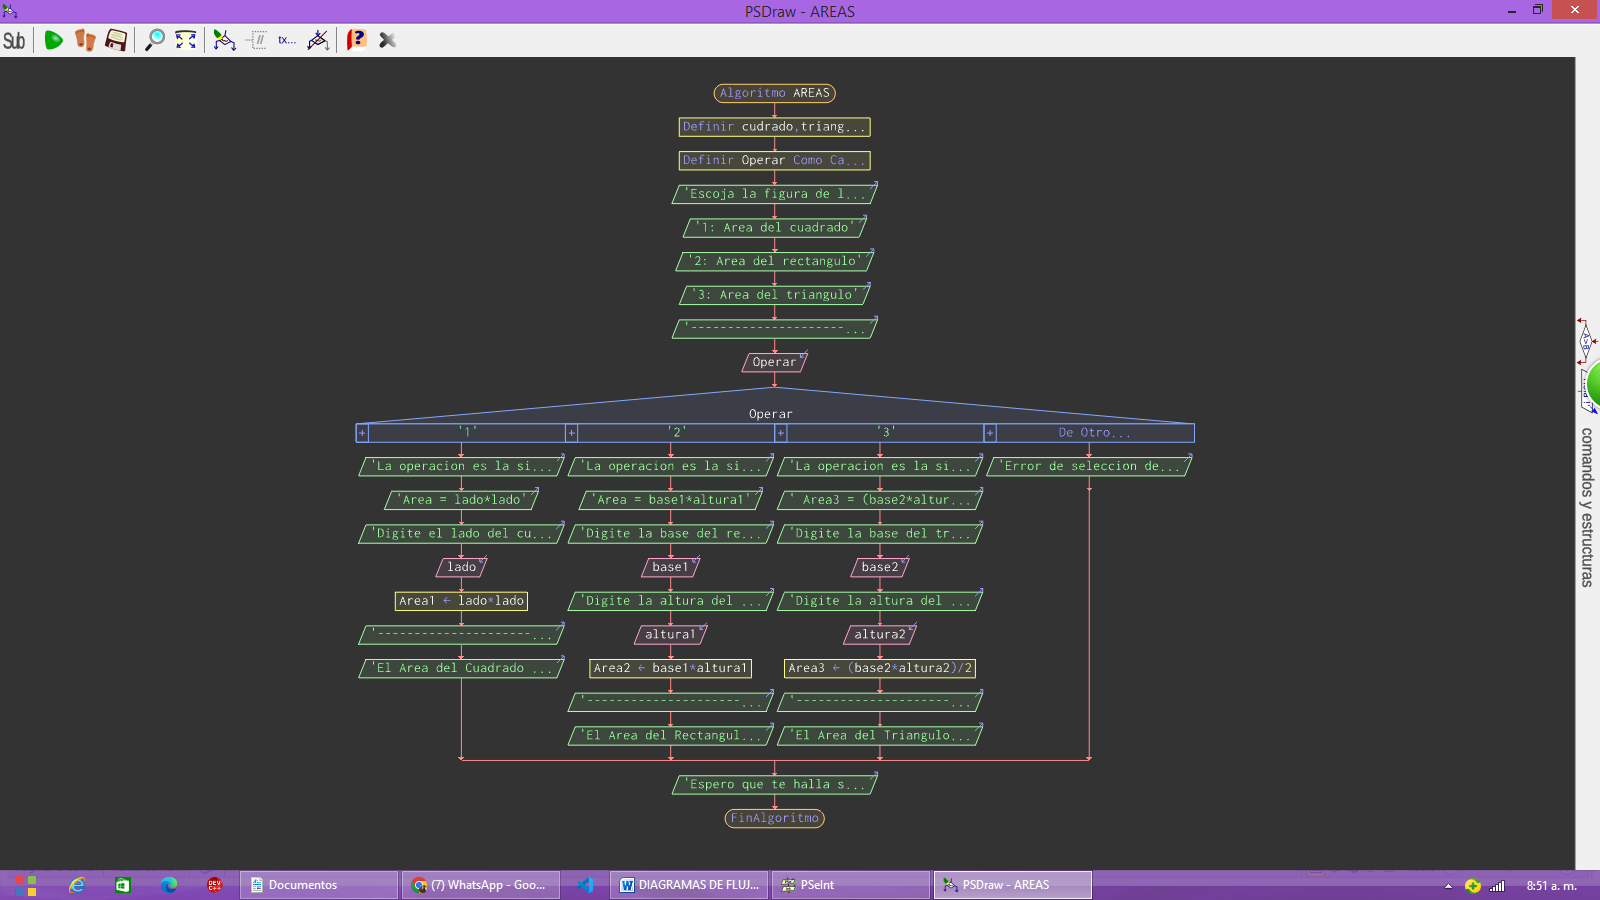 PSDraw - AREAS
Sub
tx...
Algoritmo AREAS
Definir cudrado,triang...
Definir Operar Como Ca...
'Escoja la figura de l...
'1: Area del cuadrado'
'2: Area del rectangulo'
'3: Area del triangulo'
'---------------------...
Operar
Operar
+ '1' + '2' + '3' + De Otro...
'La operacion es la si... 'La operacion es la si... 'La operacion es la si... 'Error de seleccion de...
'Area = lado*lado' 'Area = base1*altura1' ' Area3 = (base2*altur...
'Digite el lado del cu... 'Digite la base del re... 'Digite la base del tr...
lado base1 base2
Area1 ← lado*lado 'Digite la altura del ... 'Digite la altura del ...
'---------------------... altura1 altura2
'El Area del Cuadrado ... Area2 ← base1*altura1 Area3 ← (base2*altura2)/2
'---------------------... '---------------------...
'El Area del Rectangul... 'El Area del Triangulo...
'Espero que te halla s...
FinAlgoritmo
A>B
comandos y estructuras
DEV C++
Documentos
(7) WhatsApp - Goo...
DIAGRAMAS DE FLUJ...
PSeInt
PSDraw - AREAS
8:51 a. m.